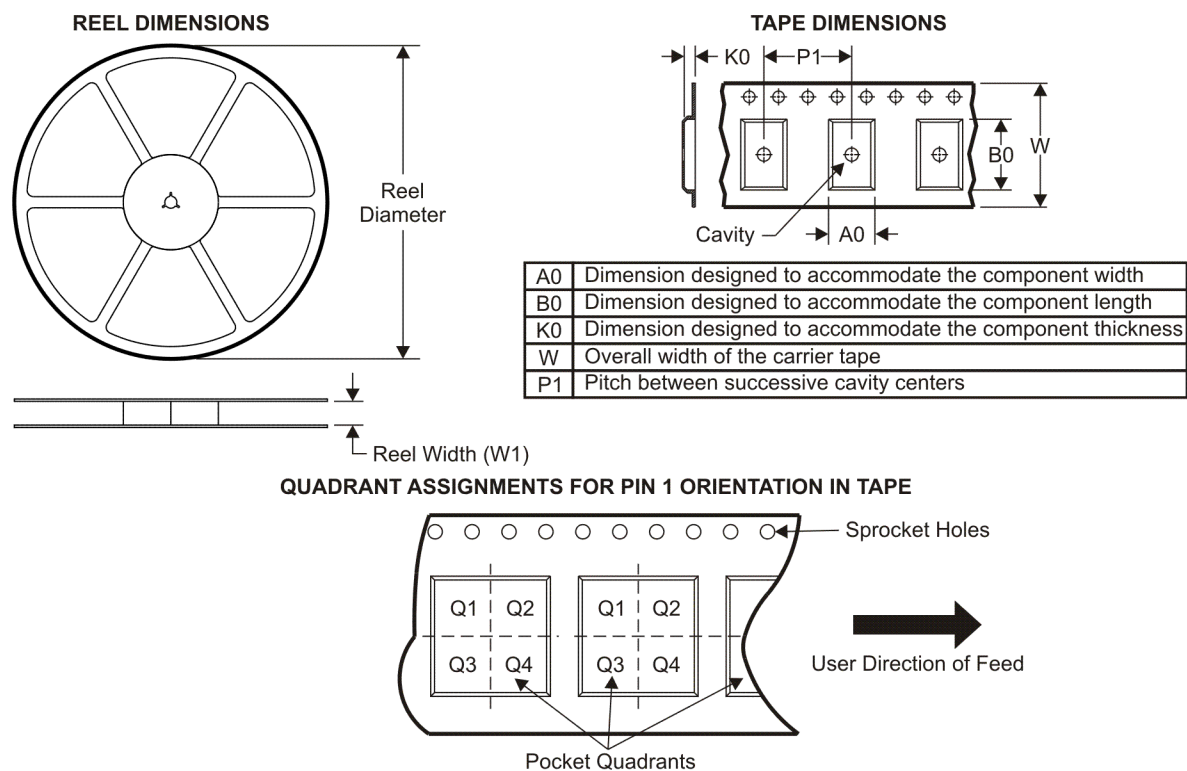 REEL DIMENSIONS
Reel
Diameter
Reel Width (W1)
TAPE DIMENSIONS
K0
P1
B0
W
Cavity
A0
A0 Dimension designed to accommodate the component width
B0 Dimension designed to accommodate the component length
K0 Dimension designed to accommodate the component thickness
W Overall width of the carrier tape
P1 Pitch between successive cavity centers
QUADRANT ASSIGNMENTS FOR PIN 1 ORIENTATION IN TAPE
Sprocket Holes
Q1 Q2 Q1 Q2
Q3 Q4 Q3 Q4
User Direction of Feed
Pocket Quadrants